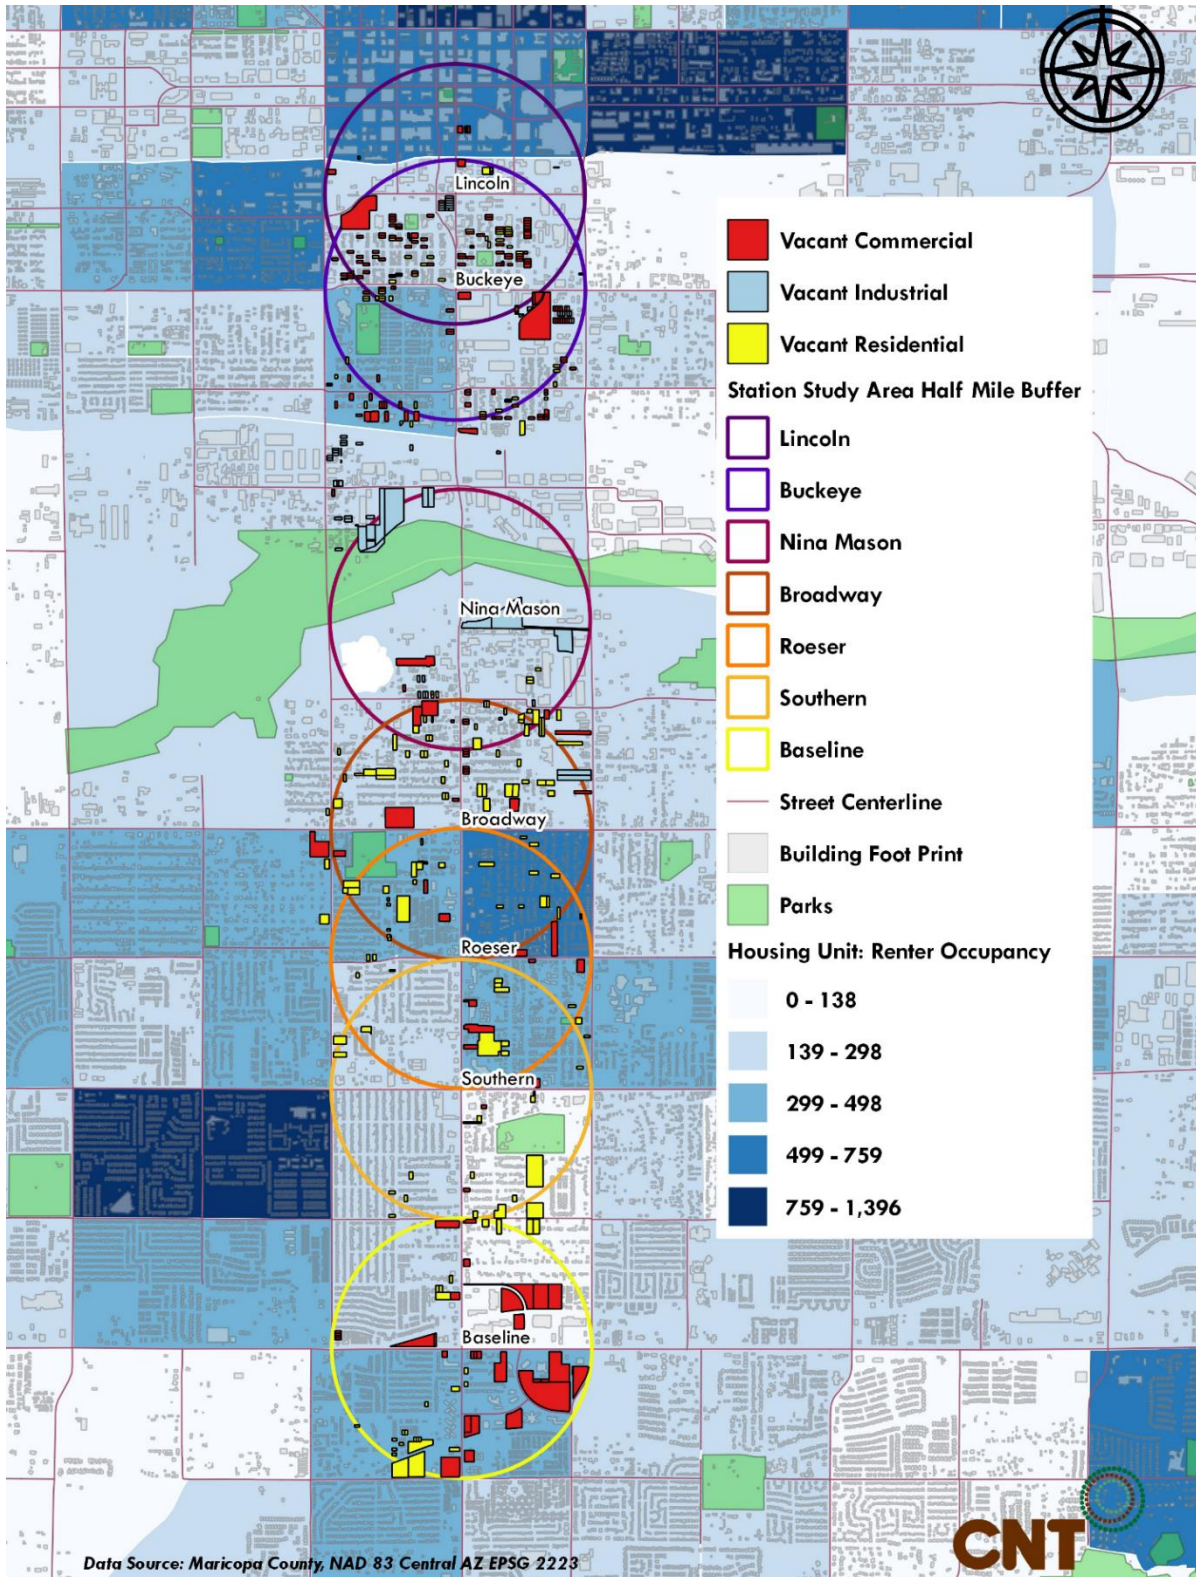 Lincoln
Buckeye
Nina Mason
Broadway
Roeser
Southern
Baseline
Vacant Commercial
Vacant Industrial
Vacant Residential
Station Study Area Half Mile Buffer
Lincoln
Buckeye
Nina Mason
Broadway
Roeser
Southern
Baseline
Street Centerline
Building Foot Print
Parks
Housing Unit: Renter Occupancy
0 - 138
139 - 298
299 - 498
499 - 759
759 - 1,396
Data Source: Maricopa County, NAD 83 Central AZ EPSG 2223
CNT